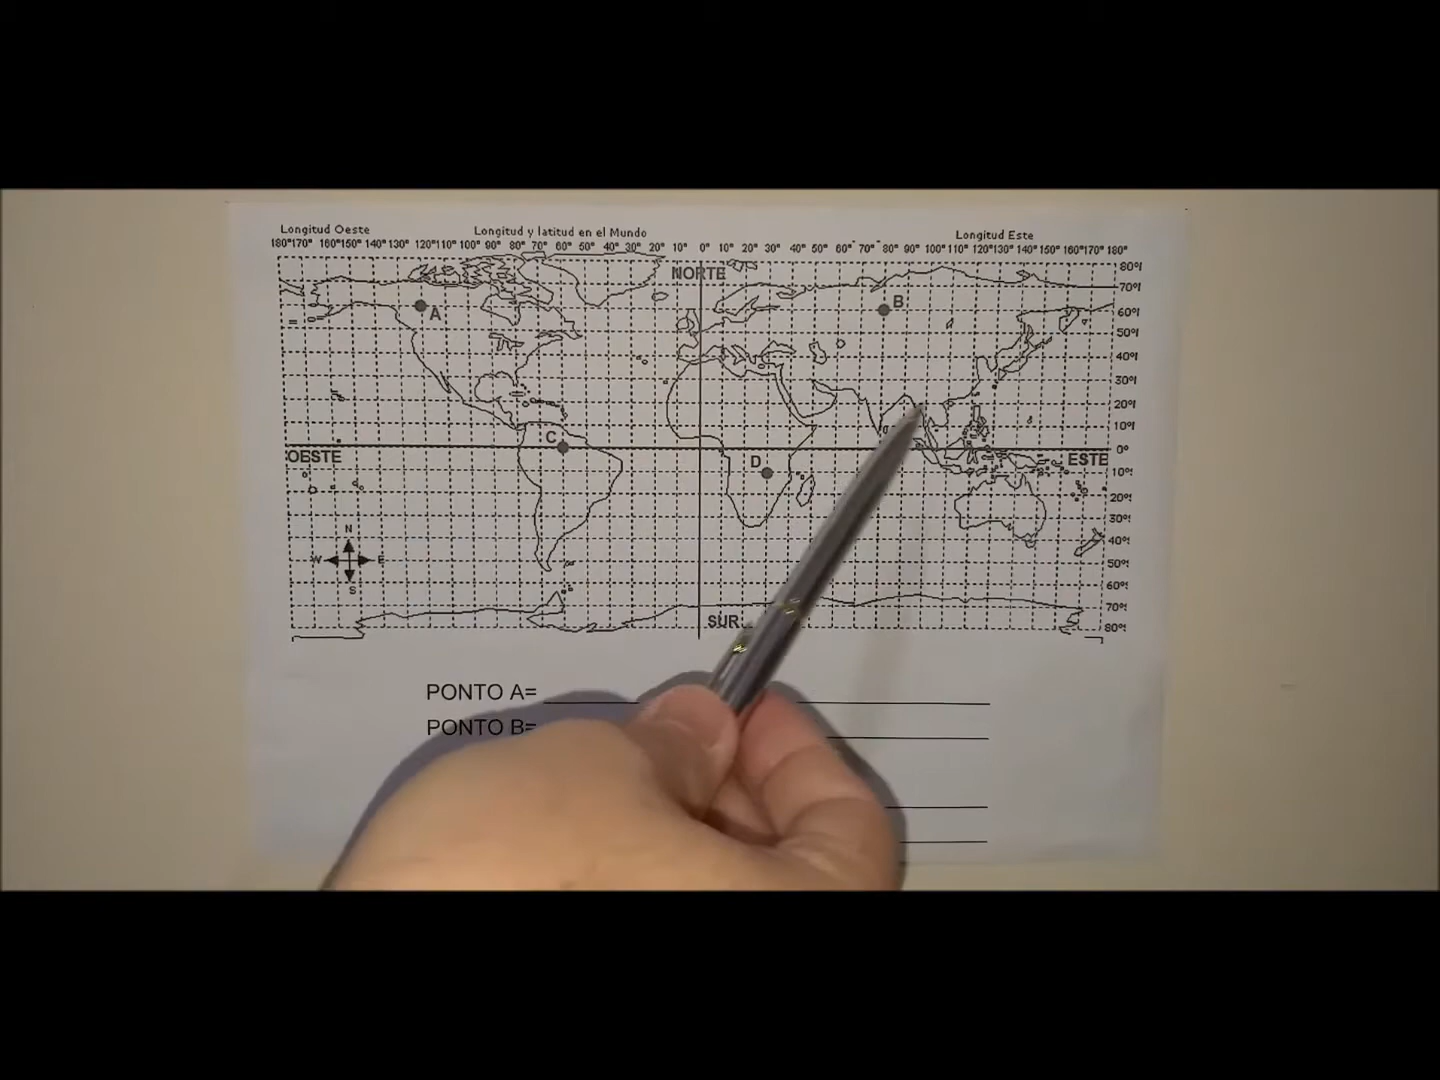 Longitud Oeste Longitud y latitud en el Mundo Longitud Este
180°170° 160°150° 140°130° 120°110° 100° 90° 80° 70° 60° 50° 40° 30° 20° 10° 0° 10° 20° 30° 40° 50° 60° 70° 80° 90° 100° 110° 120°130° 140°150° 160°170° 180°
NORTE
80°
70°
B
A
60°
50°
40°
30°
20°
10°
C
0°
OESTE
ESTE
D
10°
20°
30°
N
40°
W E
50°
S
60°
70°
SUR
80°
PONTO A=
PONTO B=